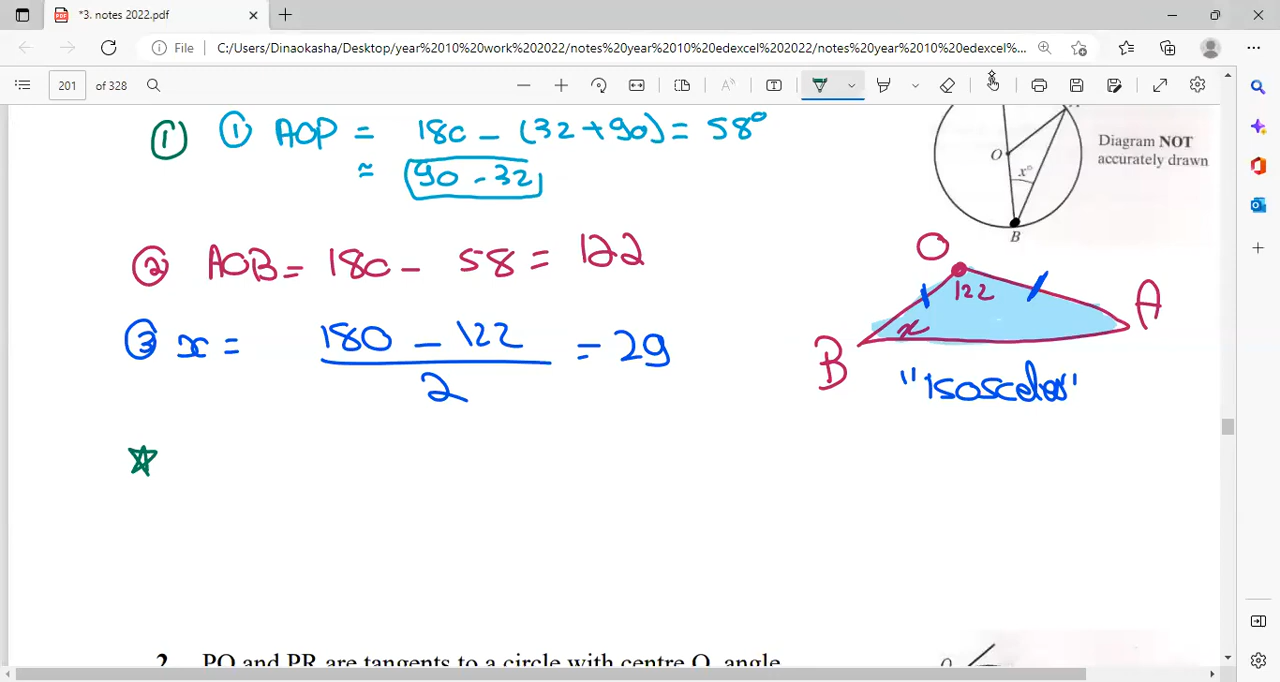 *3. notes 2022.pdf
File C:/Users/Dinaokasha/Desktop/year%2010%20work%202022/notes%20year%2010%20edexcel%202022/notes%20year%2010%20edexcel%...
201 of 328
① ① AOP = 180 - (32+90) = 58°
≈ 90 - 32
O
x°
B
Diagram NOT
accurately drawn
② AOB = 180 - 58 = 122
O
122
x
A
B
③ x = 180 - 122 = 29
2
"isosceles"
2 PQ and PR are tangents to a circle with centre O, angle